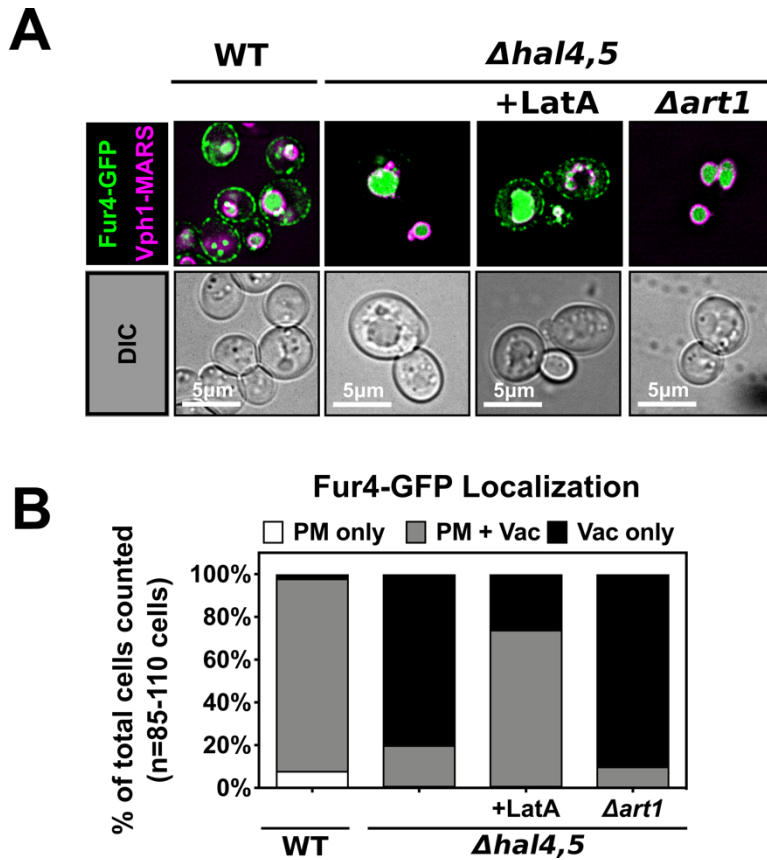 A
WT
Δhal4,5
+LatA
Δart1
Fur4-GFP
Vph1-MARS
DIC
5µm
5µm
5µm
5µm
B
Fur4-GFP Localization
PM only
PM + Vac
Vac only
% of total cells counted
(n=85-110 cells)
100%
80%
60%
40%
20%
0%
+LatA
Δart1
WT
Δhal4,5